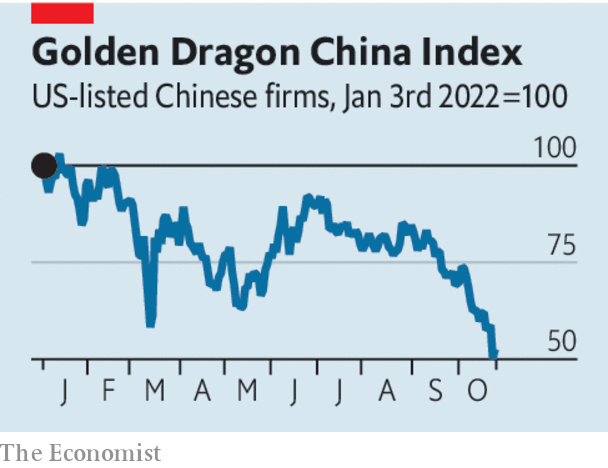 Golden Dragon China Index
US-listed Chinese firms, Jan 3rd 2022=100
100
75
50
J F M A M J J A S O
The Economist